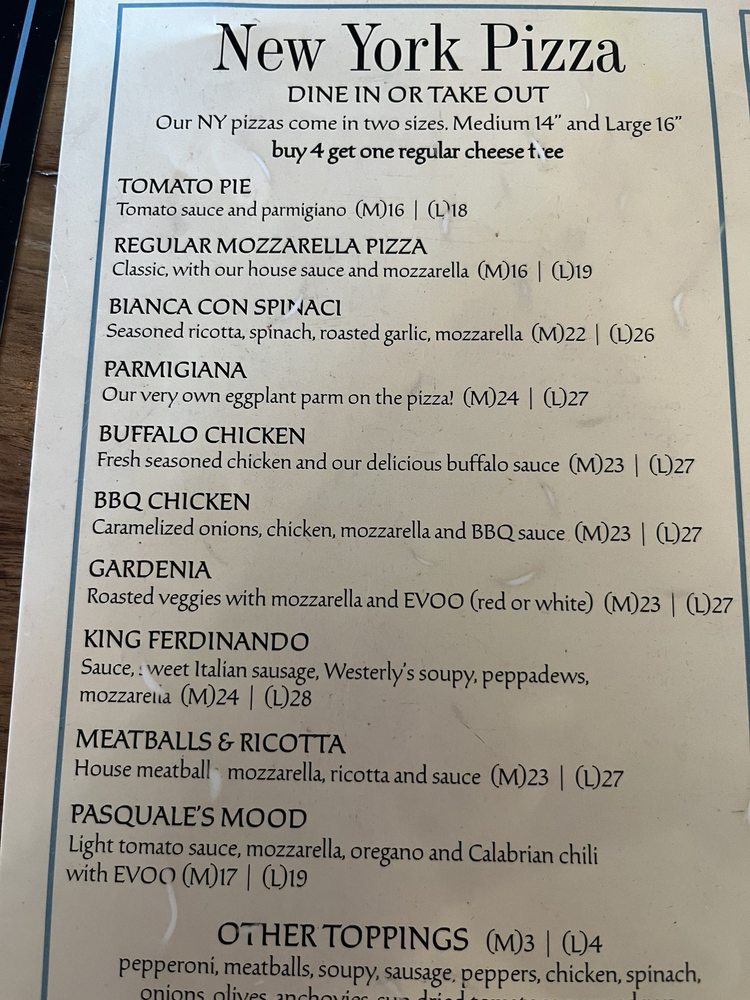 New York Pizza
DINE IN OR TAKE OUT
Our NY pizzas come in two sizes. Medium 14” and Large 16”
buy 4 get one regular cheese free
TOMATO PIE
Tomato sauce and parmigiano (M)16 | (L)18
REGULAR MOZZARELLA PIZZA
Classic, with our house sauce and mozzarella (M)16 | (L)19
BIANCA CON SPINACI
Seasoned ricotta, spinach, roasted garlic, mozzarella (M)22 | (L)26
PARMIGIANA
Our very own eggplant parm on the pizza! (M)24 | (L)27
BUFFALO CHICKEN
Fresh seasoned chicken and our delicious buffalo sauce (M)23 | (L)27
BBQ CHICKEN
Caramelized onions, chicken, mozzarella and BBQ sauce (M)23 | (L)27
GARDENIA
Roasted veggies with mozzarella and EVOO (red or white) (M)23 | (L)27
KING FERDINANDO
Sauce, sweet Italian sausage, Westerly’s soupy, peppadews,
mozzarella (M)24 | (L)28
MEATBALLS & RICOTTA
House meatball mozzarella, ricotta and sauce (M)23 | (L)27
PASQUALE’S MOOD
Light tomato sauce, mozzarella, oregano and Calabrian chili
with EVOO (M)17 | (L)19
OTHER TOPPINGS (M)3 | (L)4
pepperoni, meatballs, soupy, sausage, peppers, chicken, spinach,
onions, olives, anchovies, sun dried